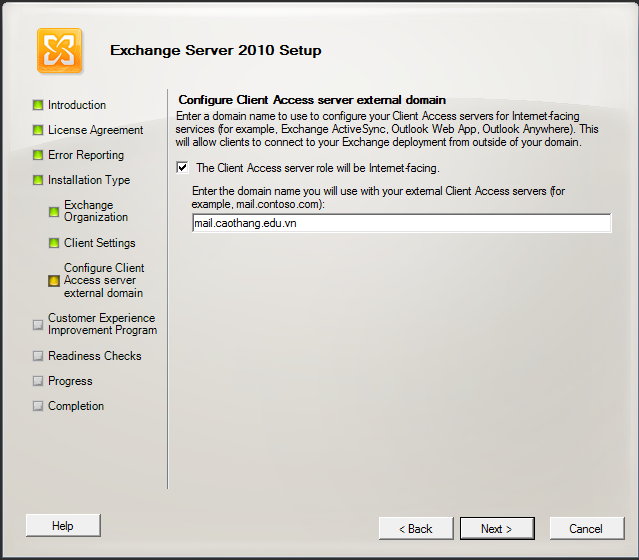 Exchange Server 2010 Setup
Introduction
License Agreement
Error Reporting
Installation Type
Exchange
Organization
Client Settings
Configure Client
Access server
external domain
Customer Experience
Improvement Program
Readiness Checks
Progress
Completion
Configure Client Access server external domain
Enter a domain name to use to configure your Client Access servers for Internet-facing
services (for example, Exchange ActiveSync, Outlook Web App, Outlook Anywhere). This
will allow clients to connect to your Exchange deployment from outside of your domain.
The Client Access server role will be Internet-facing.
Enter the domain name you will use with your external Client Access servers (for
example, mail.contoso.com):
mail.caothang.edu.vn
Help
< Back
Next >
Cancel